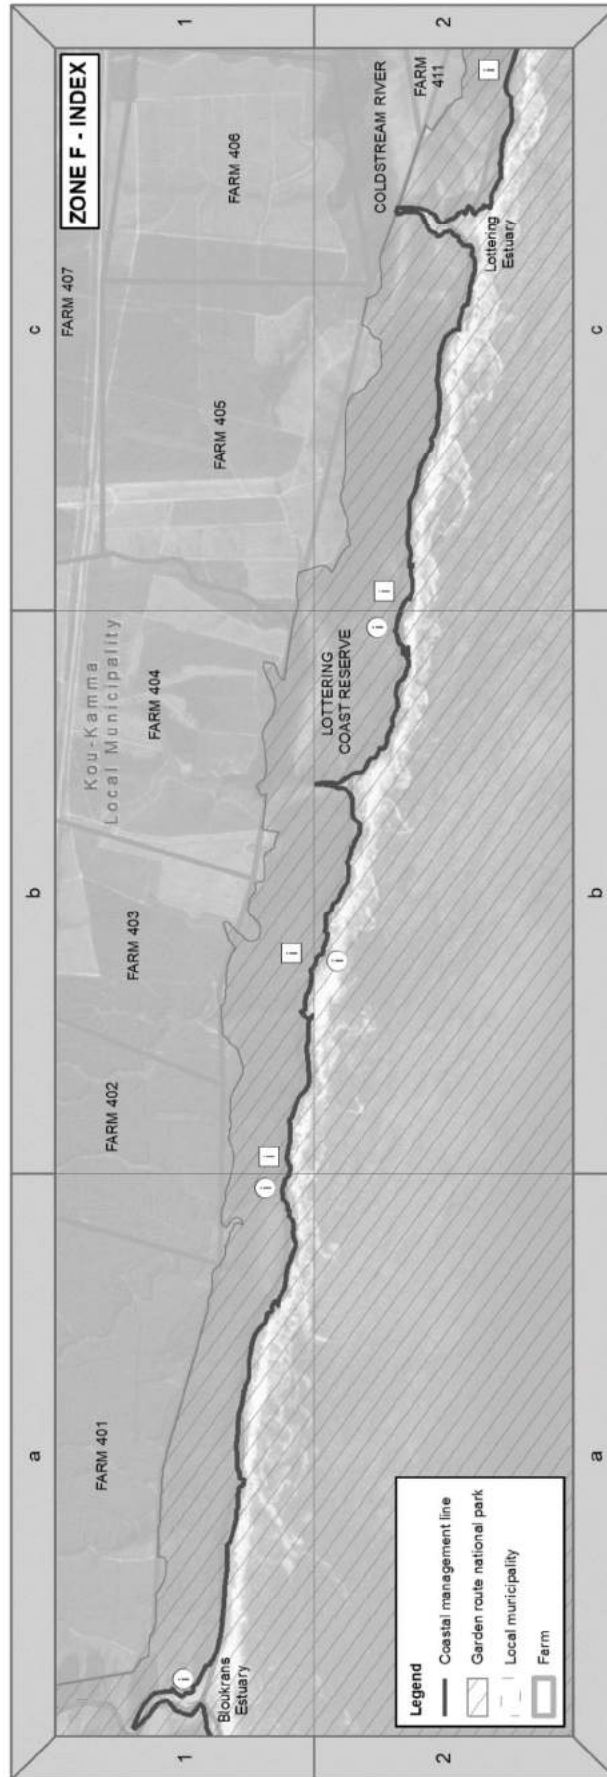 ZONE F - INDEX
a
b
c
1
2
1
2
a
b
c
FARM 401
FARM 402
FARM 403
Kou-Kamma
Local Municipality
FARM 404
FARM 405
FARM 407
FARM 406
COLDSTREAM RIVER
FARM
411
i
Bloukrans
Estuary
i
i
i
i
LOTTERING
COAST RESERVE
i
i
Lottering
Estuary
i
Legend
Coastal management line
Garden route national park
Local municipality
Farm